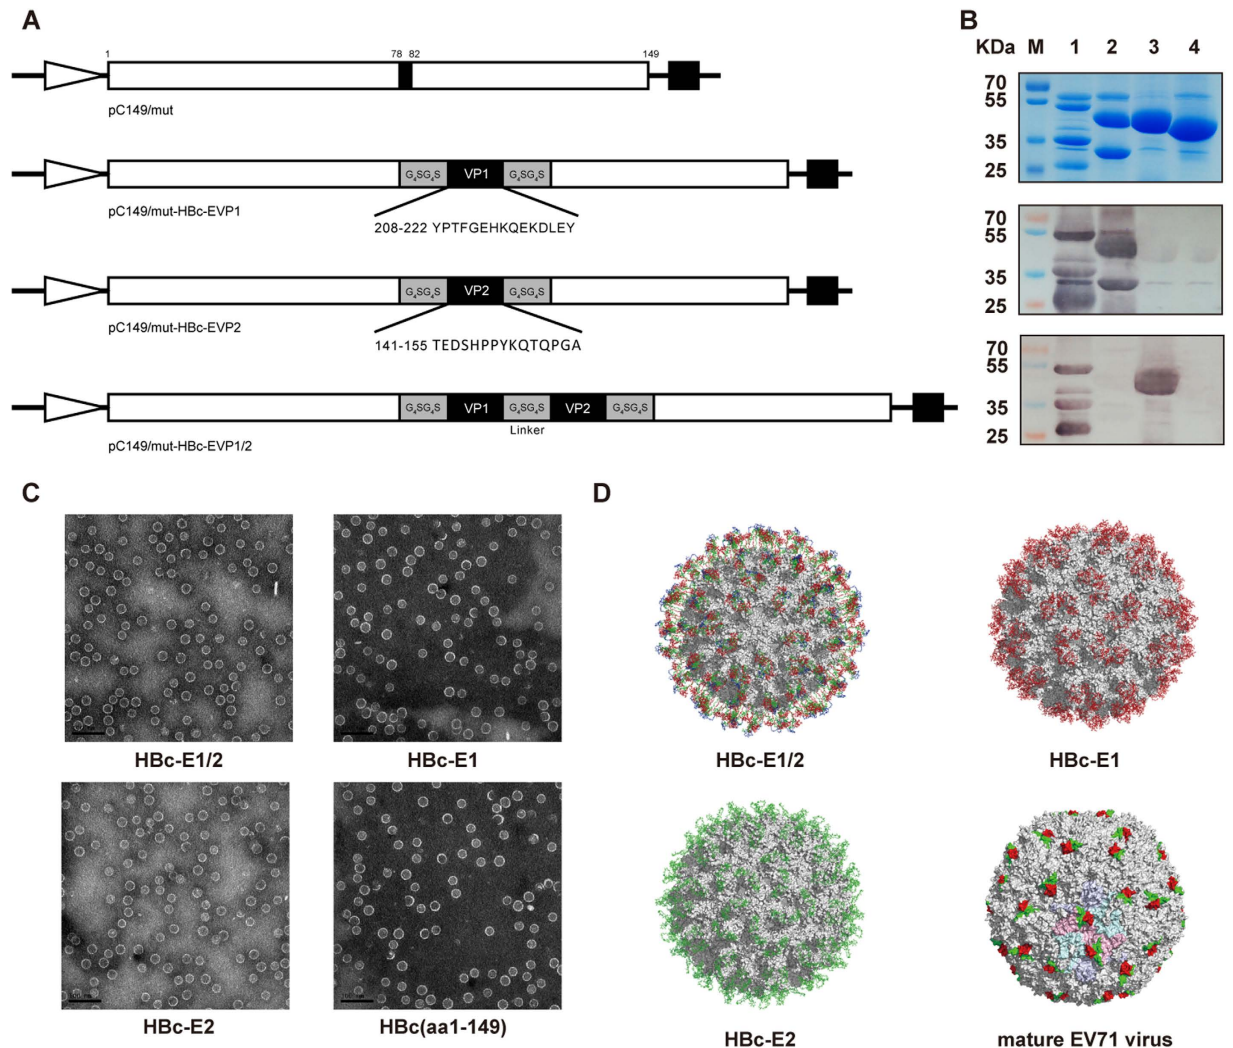 A
1 78 82 149
pC149/mut
G4SG4S VP1 G4SG4S
pC149/mut-HBc-EVP1
208-222 YPTFGEHKQEKDLEY
G4SG4S VP2 G4SG4S
pC149/mut-HBc-EVP2
141-155 TEDSHPPYKQTQPGA
G4SG4S VP1 G4SG4S VP2 G4SG4S
Linker
pC149/mut-HBc-EVP1/2
B
KDa M 1 2 3 4
70
55
35
25
70
55
35
25
70
55
35
25
C
HBc-E1/2
HBc-E1
HBc-E2
HBc(aa1-149)
D
HBc-E1/2
HBc-E1
HBc-E2
mature EV71 virus